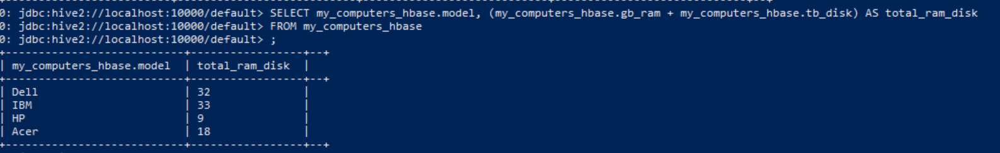 0: jdbc:hive2://localhost:10000/default> SELECT my_computers_hbase.model, (my_computers_hbase.gb_ram + my_computers_hbase.tb_disk) AS total_ram_disk
0: jdbc:hive2://localhost:10000/default> FROM my_computers_hbase
0: jdbc:hive2://localhost:10000/default> ;
+---------------------------+-----------------+--+
| my_computers_hbase.model | total_ram_disk |
+---------------------------+-----------------+--+
| Dell | 32 |
| IBM | 33 |
| HP | 9 |
| Acer | 18 |
+---------------------------+-----------------+--+